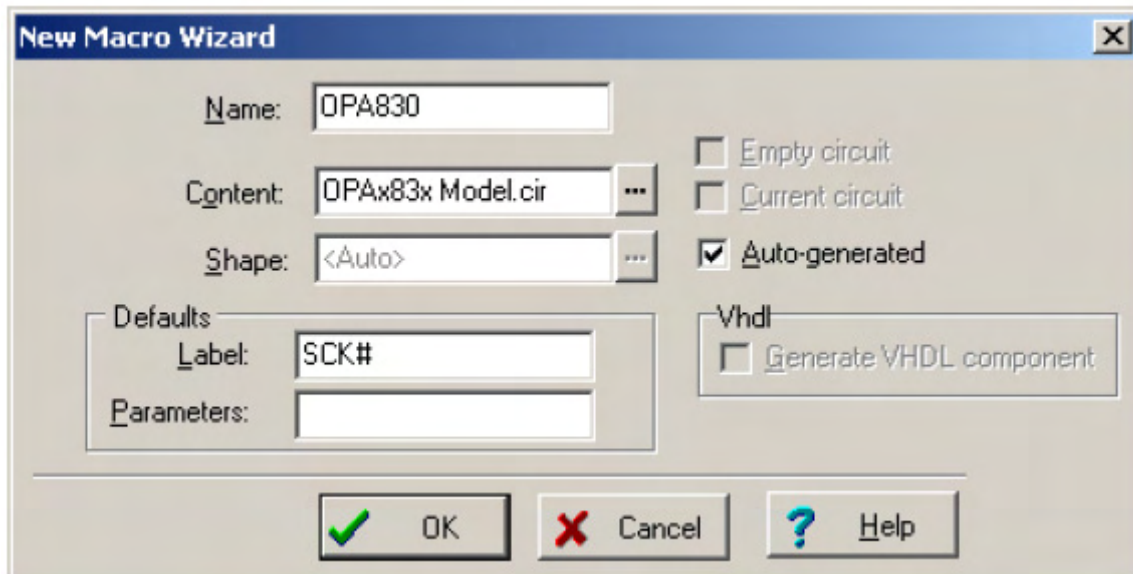 New Macro Wizard
Name: OPA830
Empty circuit
Content: OPAx83x Model.cir ...
Current circuit
Shape: <Auto> ...
Auto-generated
Defaults
Label: SCK#
Parameters:
Vhdl
Generate VHDL component
OK
Cancel
? Help